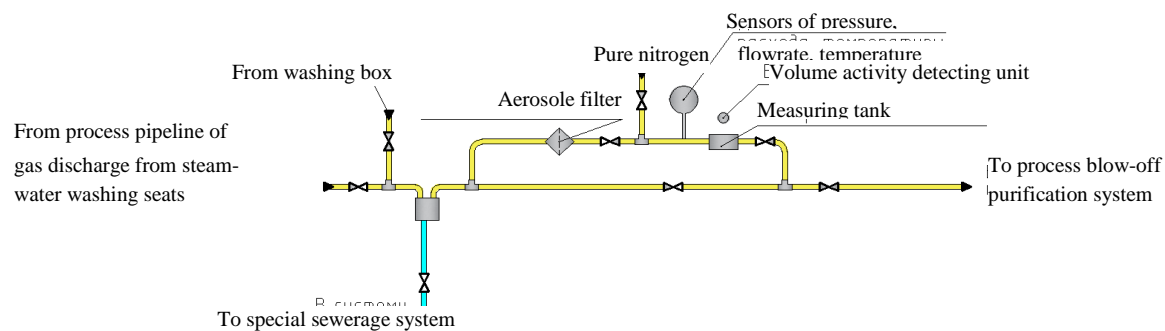 Sensors of pressure,
flowrate, temperature
Pure nitrogen
From washing box
Volume activity detecting unit
Aerosole filter
Measuring tank
From process pipeline of
gas discharge from steam-
water washing seats
To process blow-off
purification system
В систему
To special sewerage system